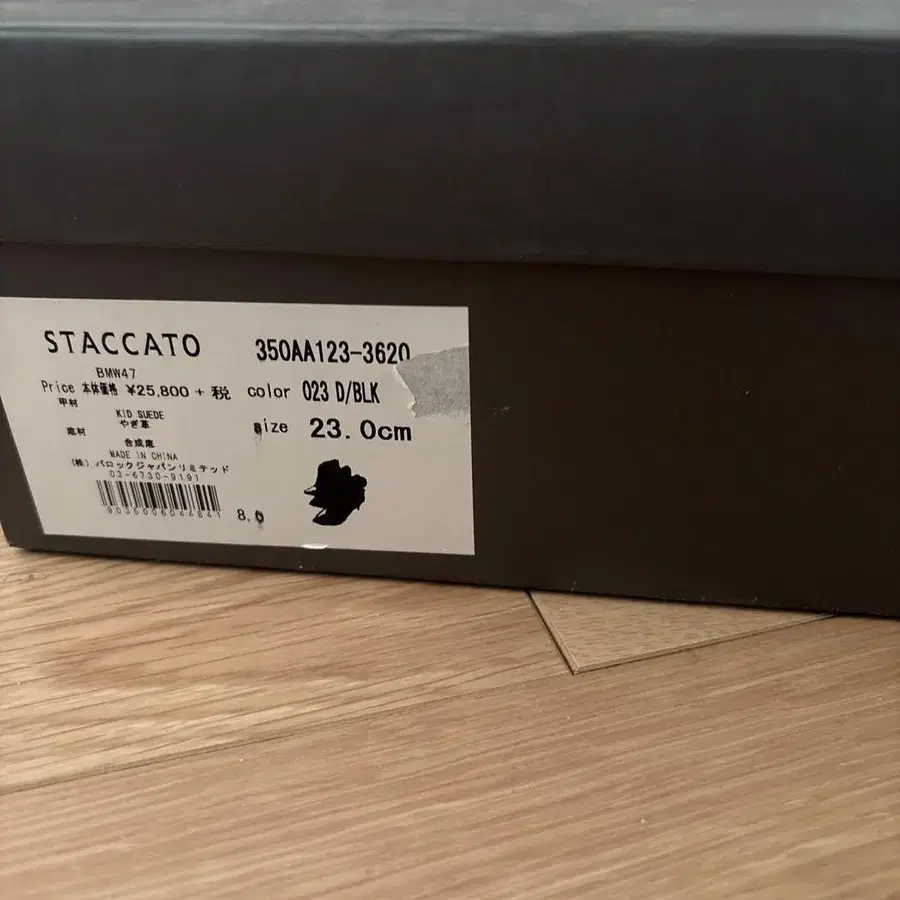 STACCATO 350AA123-3620
BMW47
Price 本体価格 ¥25,800 + 税 color 023 D/BLK
甲材 KID SUEDE
やぎ革
size 23.0cm
底材 合成底
MADE IN CHINA
(株) バロックジャパンリミテッド
03-6730-9191
8.0